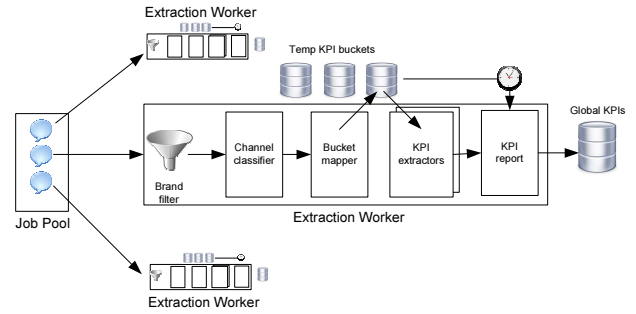 Extraction Worker
Temp KPI buckets
Global KPIs
Channel
classifier
Bucket
mapper
KPI
extractors
KPI
report
Brand
filter
Job Pool
Extraction Worker
Extraction Worker